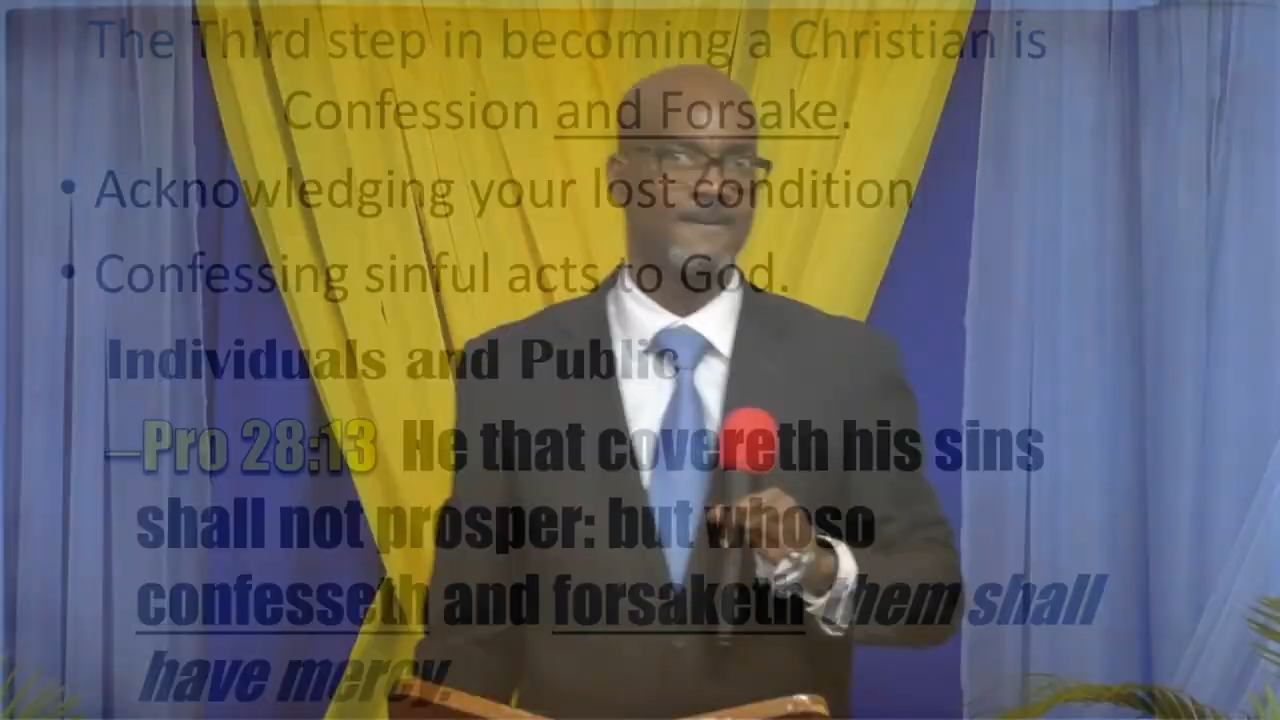 The Third step in becoming a Christian is
Confession and Forsake.
• Acknowledging your lost condition
• Confessing sinful acts to God.
Individuals and Public
–Pro 28:13 He that covereth his sins
shall not prosper: but whoso
confesseth and forsaketh them shall
have mercy.